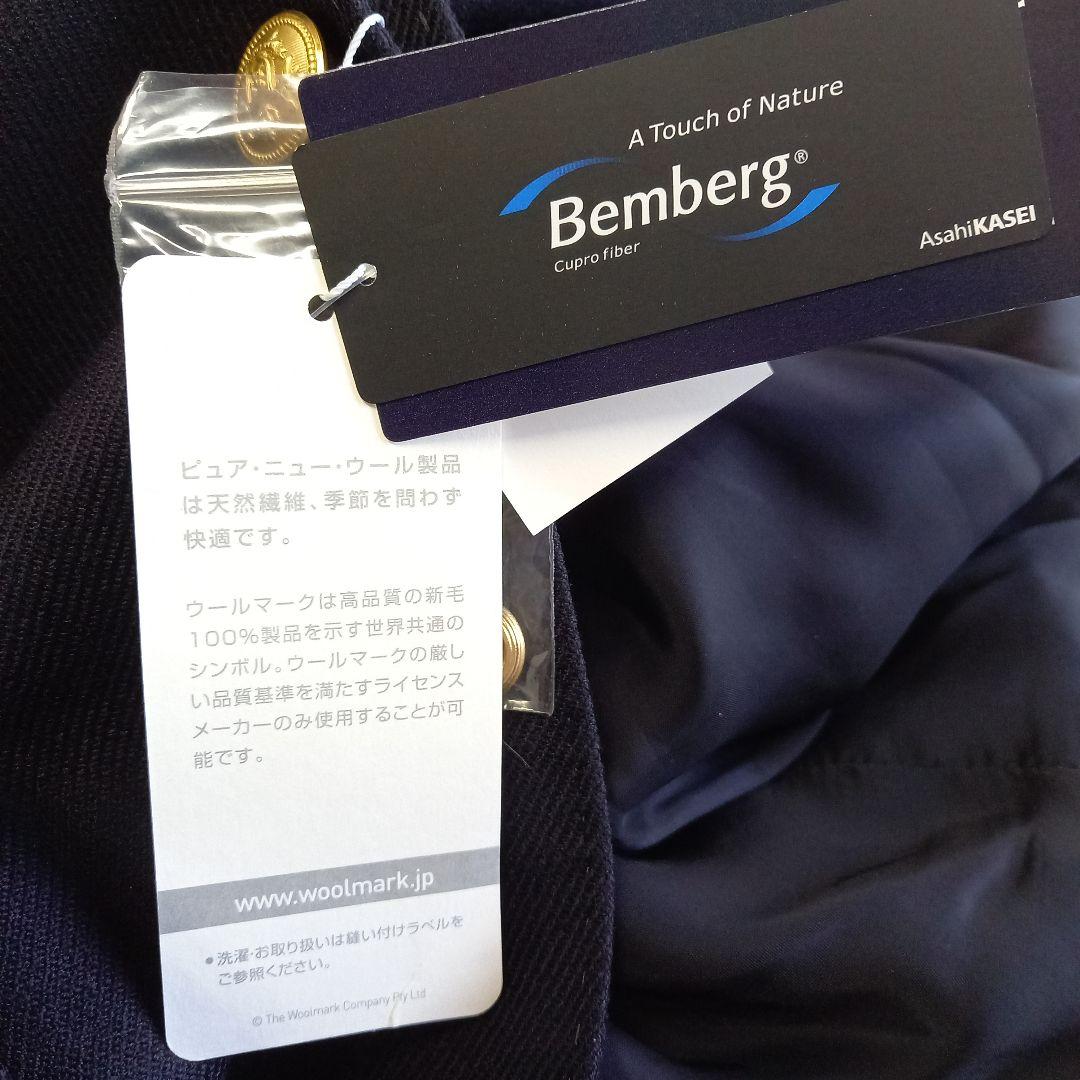 A Touch of Nature
Bemberg®
Cupro fiber
AsahiKASEI
ピュア・ニュー・ウール製品
は天然繊維、季節を問わず
快適です。
ウールマークは高品質の新毛
100%製品を示す世界共通の
シンボル。ウールマークの厳し
い品質基準を満たすライセンス
メーカーのみ使用することが可
能です。
www.woolmark.jp
●洗濯・お取り扱いは縫い付けラベルを
ご参照ください。
© The Woolmark Company Pty Ltd